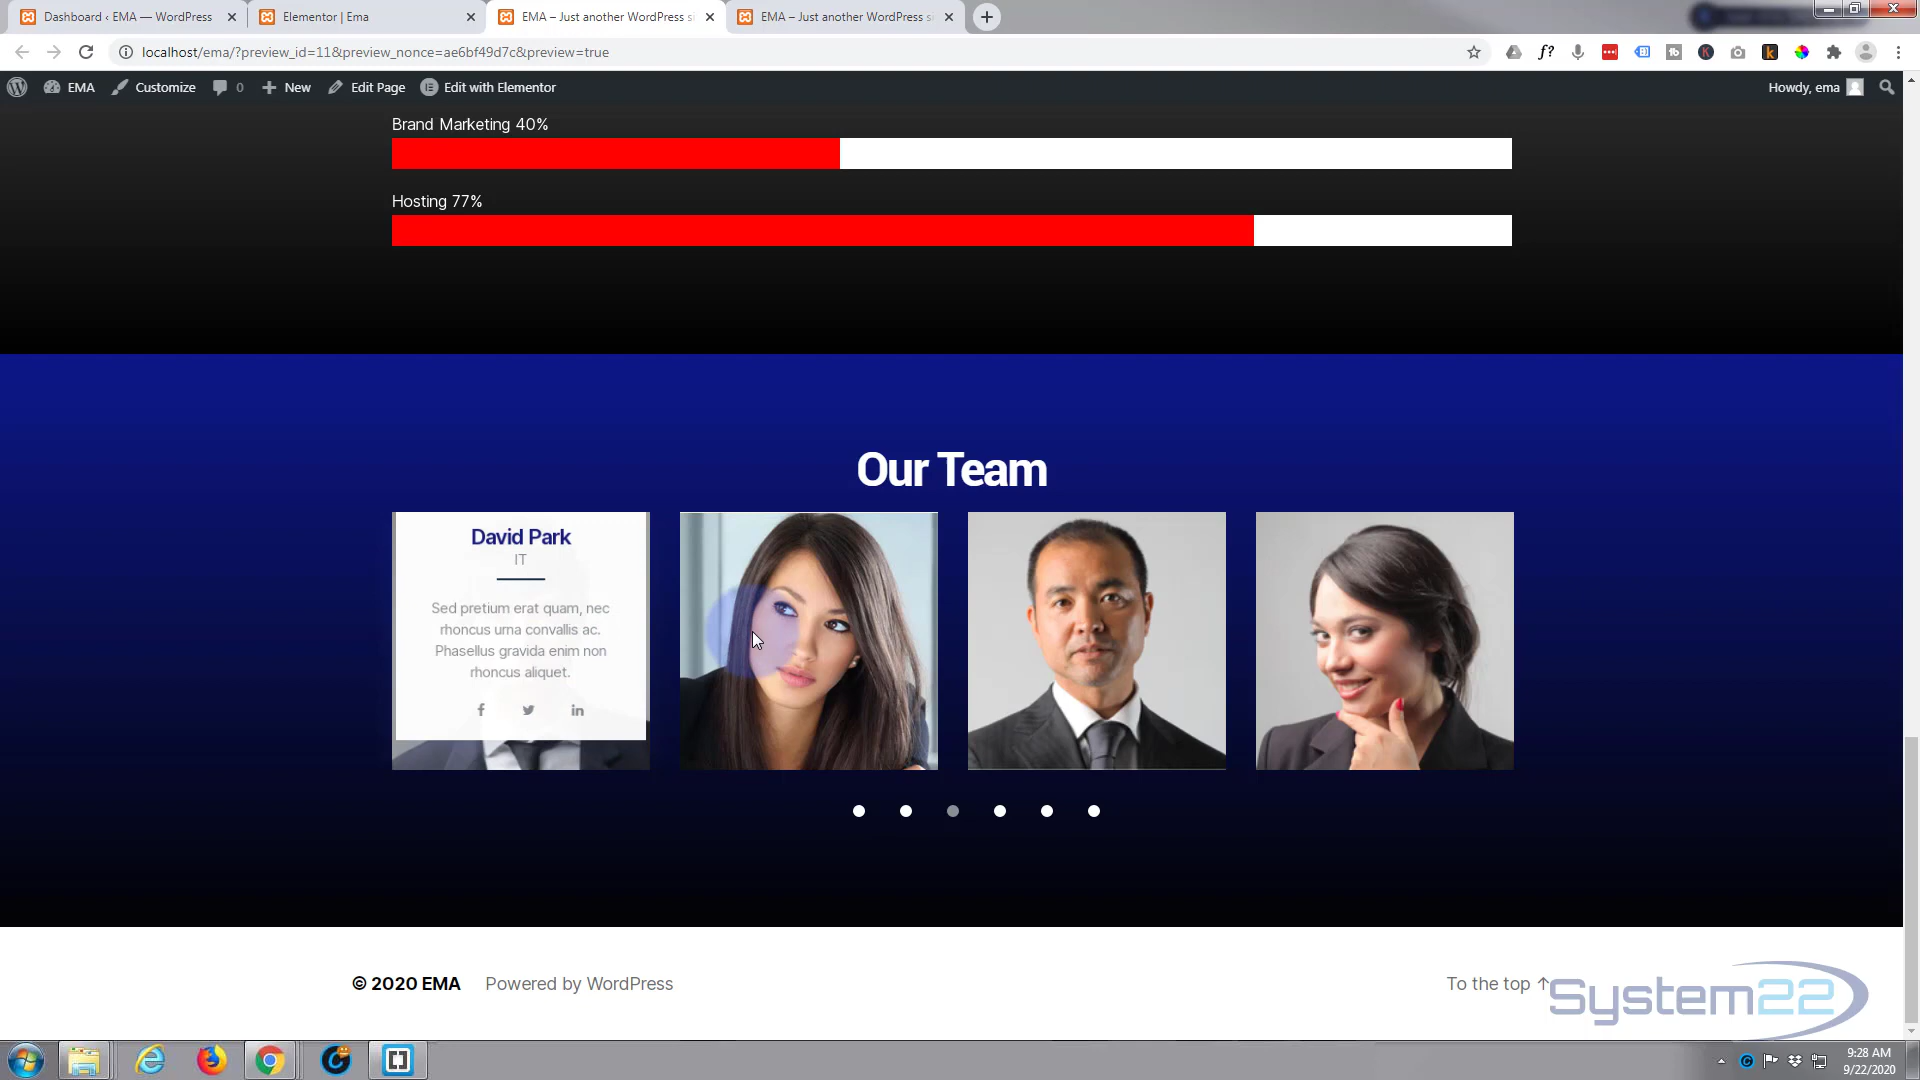 Dashboard ‹ EMA — WordPress
Elementor | Ema
EMA – Just another WordPress si
EMA – Just another WordPress si
localhost/ema/?preview_id=11&preview_nonce=ae6bf49d7c&preview=true
EMA
Customize
0
New
Edit Page
Edit with Elementor
Howdy, ema
Brand Marketing 40%
Hosting 77%
Our Team
David Park
IT
Sed pretium erat quam, nec
rhoncus urna convallis ac.
Phasellus gravida enim non
rhoncus aliquet.
© 2020 EMA
Powered by WordPress
To the top ↑
System22
9:28 AM
9/22/2020